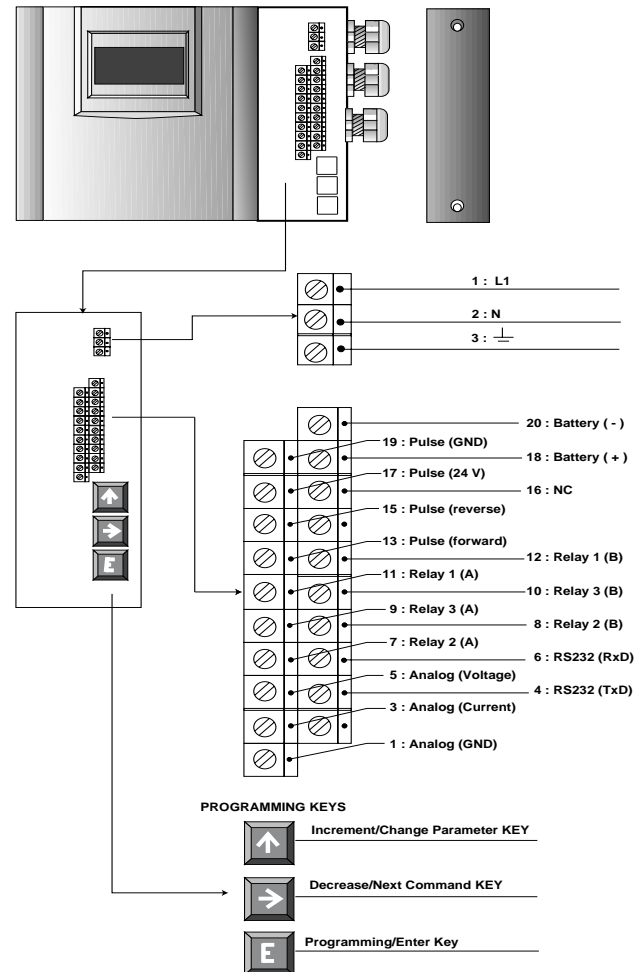 1 : L1
2 : N
3 :
20 : Battery ( - )
19 : Pulse (GND)
18 : Battery ( + )
17 : Pulse (24 V)
16 : NC
15 : Pulse (reverse)
13 : Pulse (forward)
12 : Relay 1 (B)
11 : Relay 1 (A)
10 : Relay 3 (B)
9 : Relay 3 (A)
8 : Relay 2 (B)
7 : Relay 2 (A)
6 : RS232 (RxD)
5 : Analog (Voltage)
4 : RS232 (TxD)
3 : Analog (Current)
1 : Analog (GND)
E
PROGRAMMING KEYS
Increment/Change Parameter KEY
Decrease/Next Command KEY
E
Programming/Enter Key